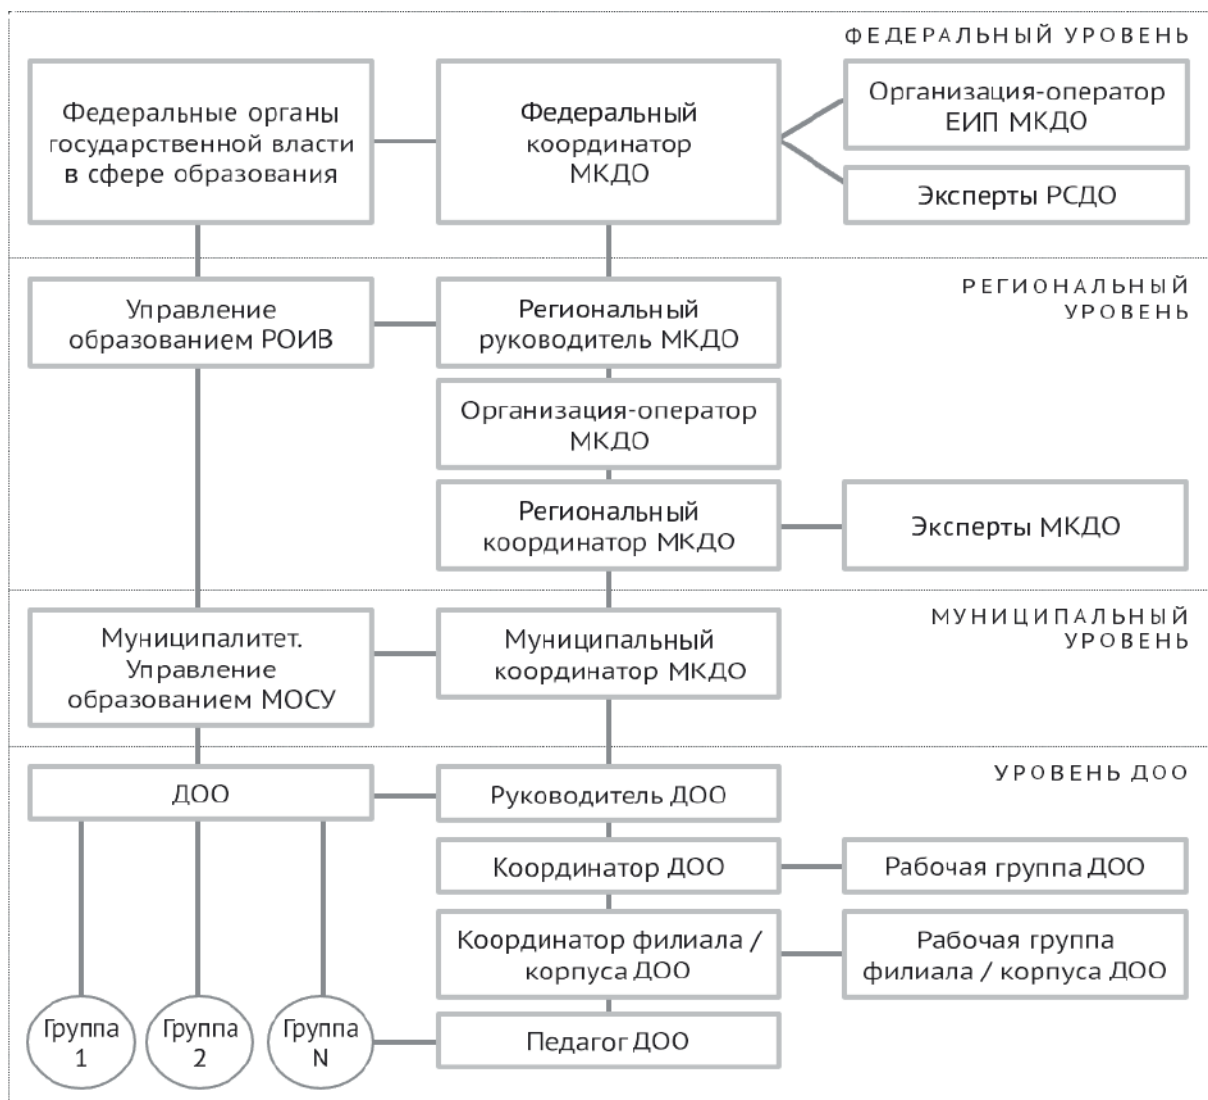 ФЕДЕРАЛЬНЫЙ УРОВЕНЬ
Федеральные органы
государственной власти
в сфере образования
Федеральный
координатор
МКДО
Организация-оператор
ЕИП МКДО
Эксперты РСДО
РЕГИОНАЛЬНЫЙ
УРОВЕНЬ
Управление
образованием РОИВ
Региональный
руководитель МКДО
Организация-оператор
МКДО
Региональный
координатор МКДО
Эксперты МКДО
МУНИЦИПАЛЬНЫЙ
УРОВЕНЬ
Муниципалитет.
Управление
образованием МОСУ
Муниципальный
координатор МКДО
УРОВЕНЬ ДОО
ДОО
Руководитель ДОО
Координатор ДОО
Рабочая группа ДОО
Координатор филиала /
корпуса ДОО
Рабочая группа
филиала / корпуса ДОО
Группа
1
Группа
2
Группа
N
Педагог ДОО